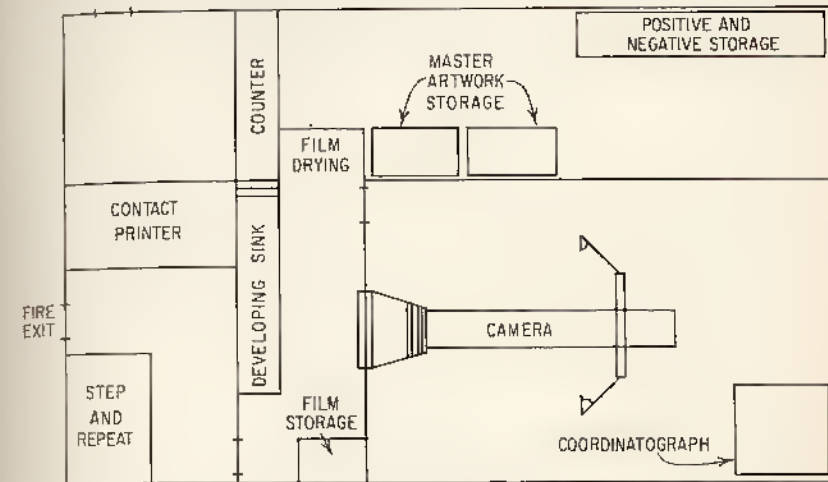 POSITIVE AND
NEGATIVE STORAGE
MASTER
ARTWORK
STORAGE
COUNTER
FILM
DRYING
CONTACT
PRINTER
DEVELOPING SINK
FIRE
EXIT
CAMERA
STEP
AND
REPEAT
FILM
STORAGE
COORDINATOGRAPH